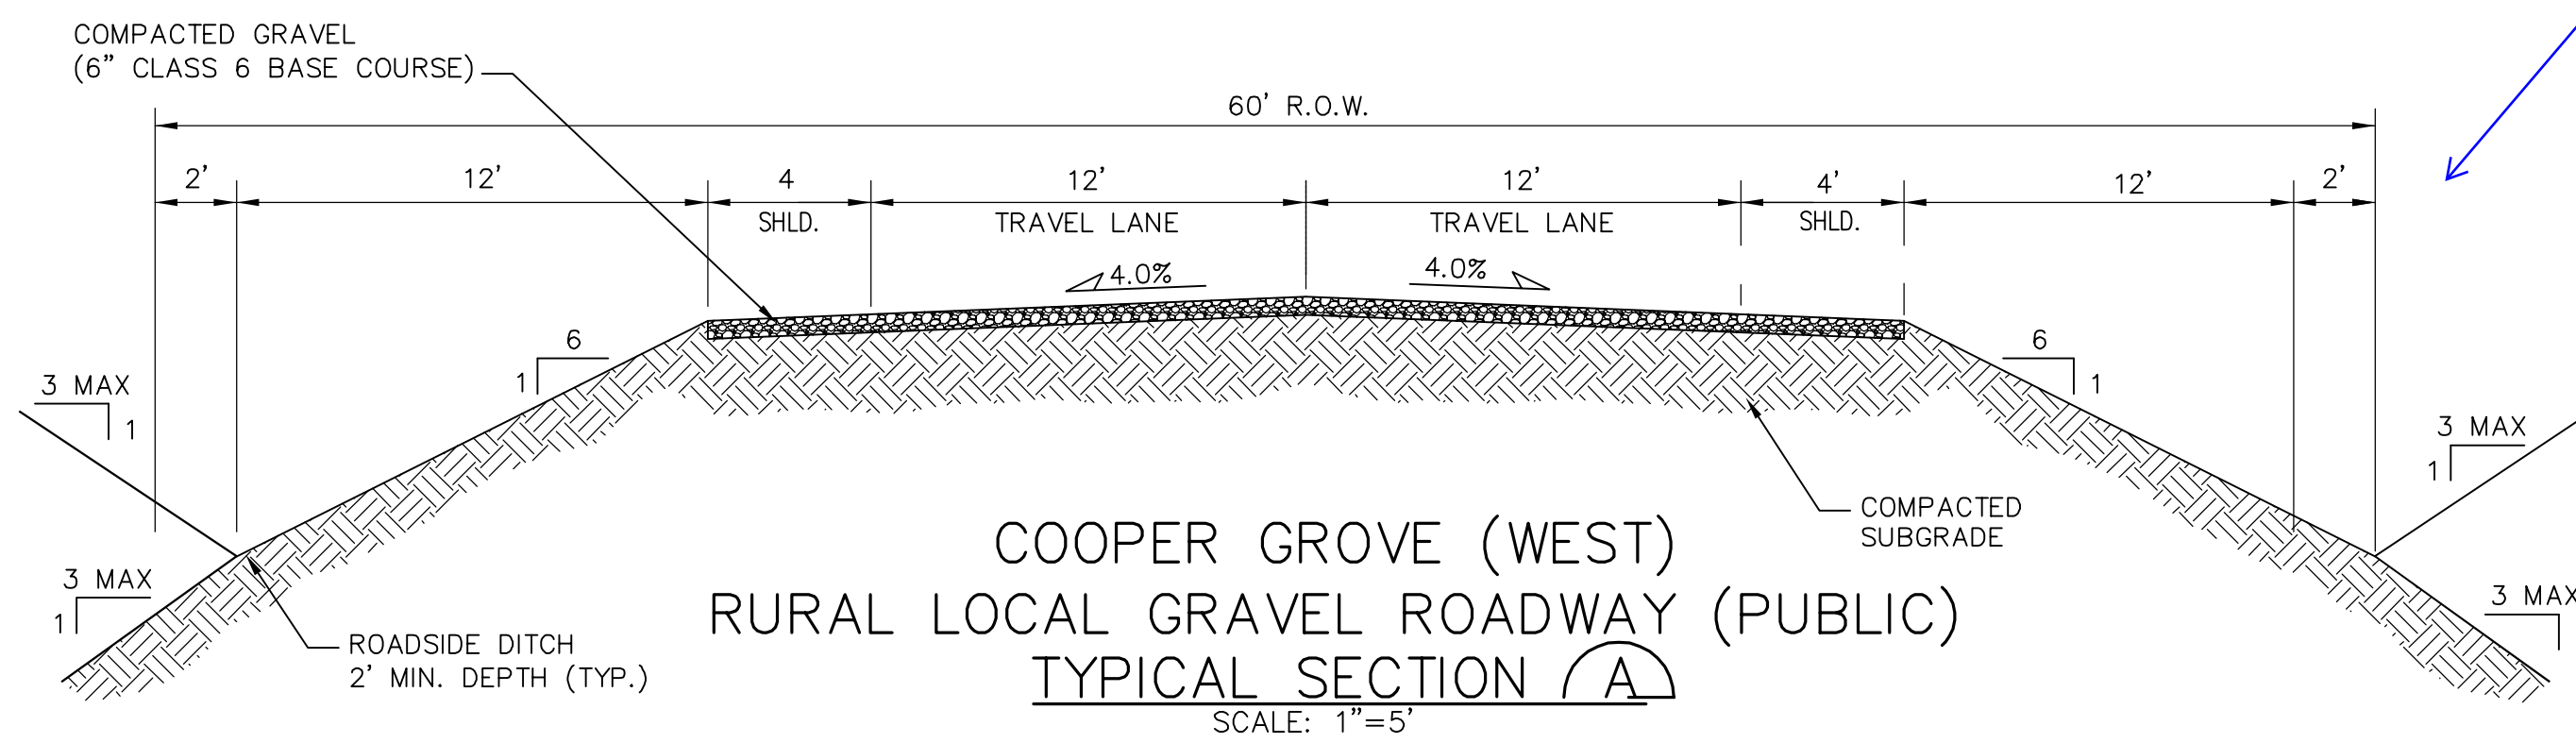 COMPACTED GRAVEL
(6" CLASS 6 BASE COURSE)
60' R.O.W.
2'
12'
4
12'
12'
4'
12'
2'
SHLD.
TRAVEL LANE
TRAVEL LANE
SHLD.
4.0%
4.0%
6
1
6
1
3 MAX
1
3 MAX
1
COMPACTED
SUBGRADE
3 MAX
1
3 MAX
1
ROADSIDE DITCH
2' MIN. DEPTH (TYP.)
COOPER GROVE (WEST)
RURAL LOCAL GRAVEL ROADWAY (PUBLIC)
TYPICAL SECTION A
SCALE: 1"=5'